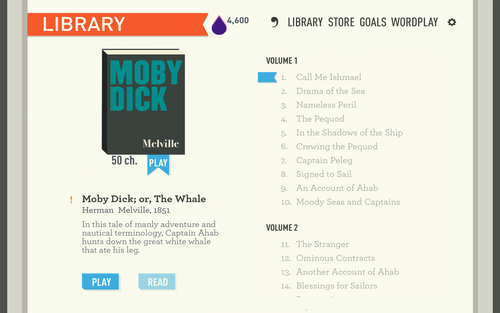 LIBRARY
4,600
LIBRARY STORE GOALS WORDPLAY
MOBY
DICK
Melville
50 ch.
PLAY
! Moby Dick; or, The Whale
Herman Melville, 1851
In this tale of manly adventure and
nautical terminology, Captain Ahab
hunts down the great white whale
that ate his leg.
PLAY
READ
VOLUME 1
1. Call Me Ishmael
2. Drama of the Sea
3. Nameless Peril
4. The Pequod
5. In the Shadows of the Ship
6. Crewing the Pequod
7. Captain Peleg
8. Signed to Sail
9. An Account of Ahab
10. Moody Seas and Captains
VOLUME 2
11. The Stranger
12. Ominous Contracts
13. Another Account of Ahab
14. Blessings for Sailors